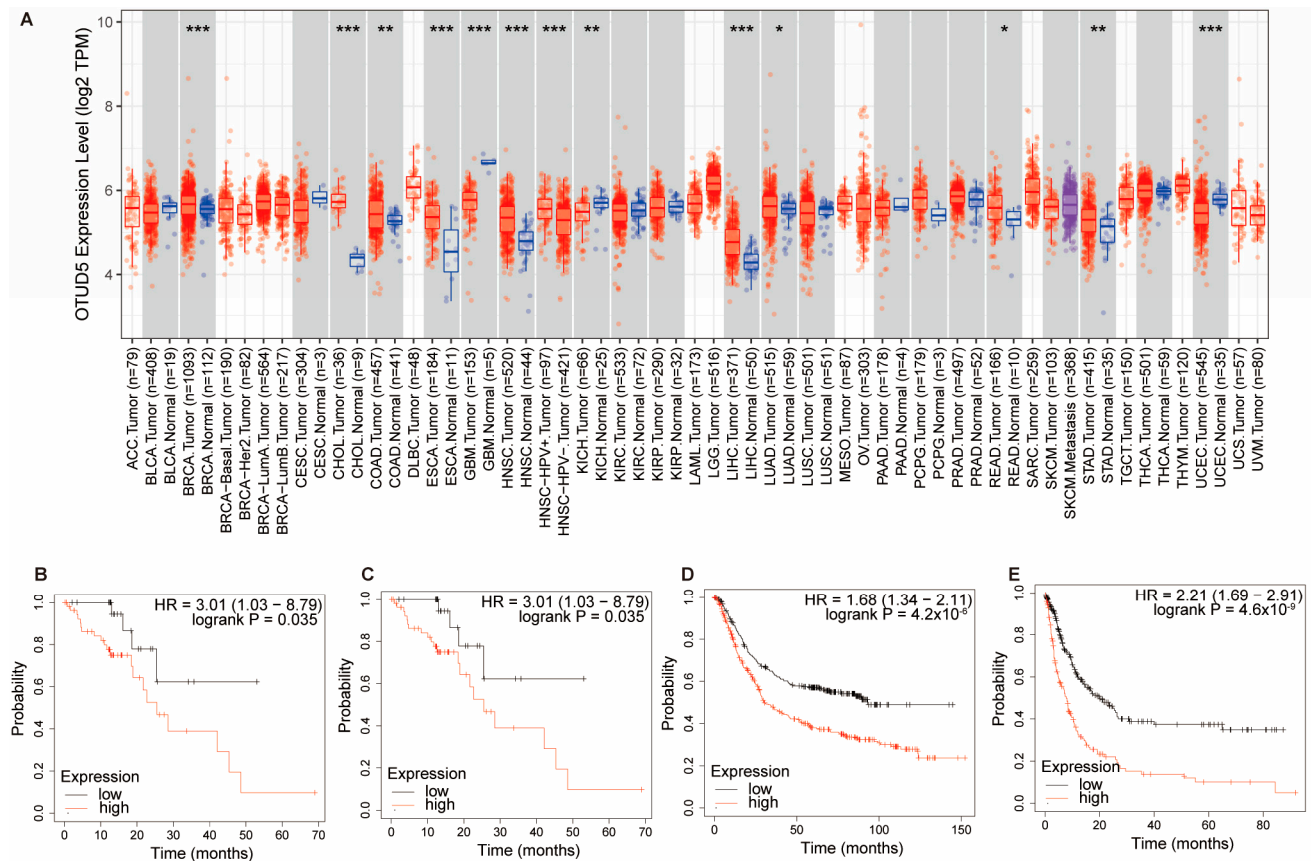 A
OTUD5 Expression Level (log2 TPM)
10
8
6
4
*** *** ** *** *** *** *** ** *** * * ** ***
ACC.Tumor (n=79)
BLCA.Tumor (n=408)
BLCA.Normal (n=19)
BRCA.Tumor (n=1093)
BRCA.Normal (n=112)
BRCA-Basal.Tumor (n=190)
BRCA-Her2.Tumor (n=82)
BRCA-LumA.Tumor (n=564)
BRCA-LumB.Tumor (n=217)
CESC.Tumor (n=304)
CESC.Normal (n=3)
CHOL.Tumor (n=36)
CHOL.Normal (n=9)
COAD.Tumor (n=457)
COAD.Normal (n=41)
DLBC.Tumor (n=48)
ESCA.Tumor (n=184)
ESCA.Normal (n=11)
GBM.Tumor (n=153)
GBM.Normal (n=5)
HNSC.Tumor (n=520)
HNSC.Normal (n=44)
HNSC-HPV+.Tumor (n=97)
HNSC-HPV-.Tumor (n=421)
KICH.Tumor (n=66)
KICH.Normal (n=25)
KIRC.Tumor (n=533)
KIRC.Normal (n=72)
KIRP.Tumor (n=290)
KIRP.Normal (n=32)
LAML.Tumor (n=173)
LGG.Tumor (n=516)
LIHC.Tumor (n=371)
LIHC.Normal (n=50)
LUAD.Tumor (n=515)
LUAD.Normal (n=59)
LUSC.Tumor (n=501)
LUSC.Normal (n=51)
MESO.Tumor (n=87)
OV.Tumor (n=303)
PAAD.Tumor (n=178)
PAAD.Normal (n=4)
PCPG.Tumor (n=179)
PCPG.Normal (n=3)
PRAD.Tumor (n=497)
PRAD.Normal (n=52)
READ.Tumor (n=166)
READ.Normal (n=10)
SARC.Tumor (n=259)
SKCM.Tumor (n=103)
SKCM.Metastasis (n=368)
STAD.Tumor (n=415)
STAD.Normal (n=35)
TGCT.Tumor (n=150)
THCA.Tumor (n=501)
THCA.Normal (n=59)
THYM.Tumor (n=120)
UCEC.Tumor (n=545)
UCEC.Normal (n=35)
UCS.Tumor (n=57)
UVM.Tumor (n=80)
B
HR = 3.01 (1.03 – 8.79)
logrank P = 0.035
Probability
1.0
0.8
0.6
0.4
0.2
0.0
Expression
low
high
0 10 20 30 40 50 60 70
Time (months)
C
HR = 3.01 (1.03 – 8.79)
logrank P = 0.035
Probability
1.0
0.8
0.6
0.4
0.2
0.0
Expression
low
high
0 10 20 30 40 50 60 70
Time (months)
D
HR = 1.68 (1.34 – 2.11)
logrank P = 4.2x10⁻⁶
Probability
1.0
0.8
0.6
0.4
0.2
0.0
Expression
low
high
0 50 100 150
Time (months)
E
HR = 2.21 (1.69 – 2.91)
logrank P = 4.6x10⁻⁹
Probability
1.0
0.8
0.6
0.4
0.2
0.0
Expression
low
high
0 20 40 60 80
Time (months)